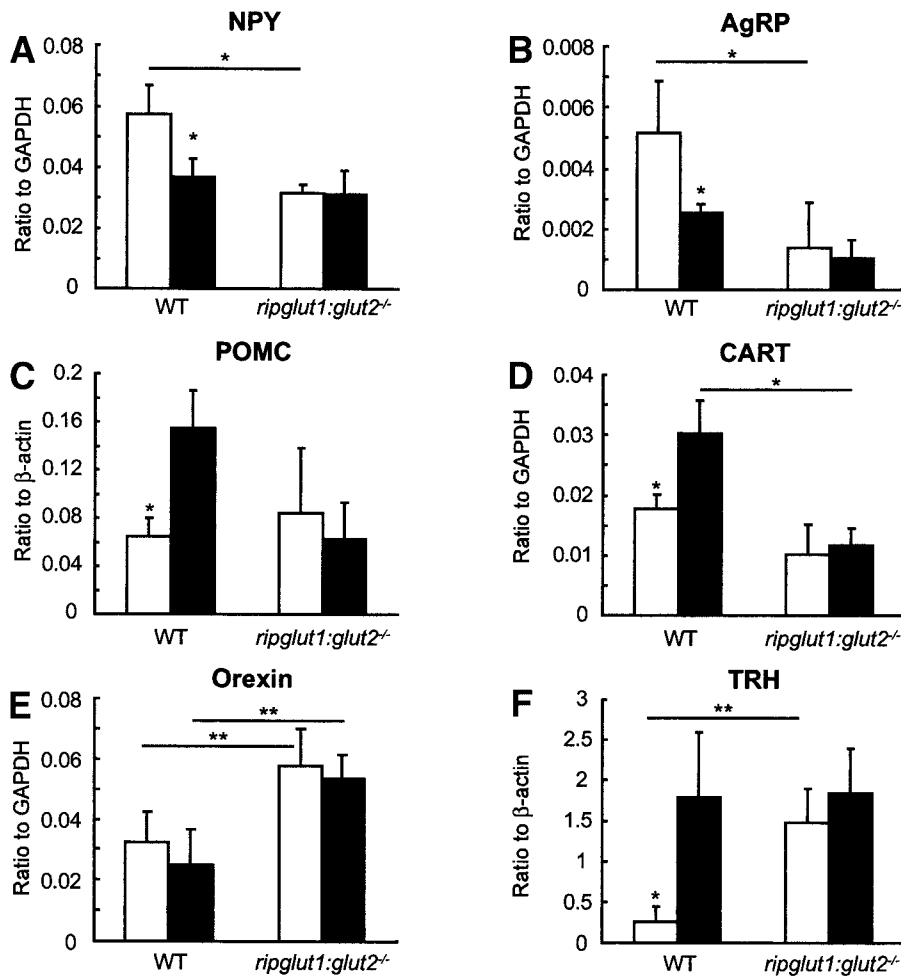 A
NPY
0.08
0.06
0.04
0.02
0
Ratio to GAPDH
*
*
WT
ripglut1:glut2-/-
B
AgRP
0.008
0.006
0.004
0.002
0
Ratio to GAPDH
*
*
WT
ripglut1:glut2-/-
C
POMC
0.2
0.16
0.12
0.08
0.04
0
Ratio to β-actin
*
WT
ripglut1:glut2-/-
D
CART
0.04
0.03
0.02
0.01
0
Ratio to GAPDH
*
*
WT
ripglut1:glut2-/-
E
Orexin
0.08
0.06
0.04
0.02
0
Ratio to GAPDH
**
**
WT
ripglut1:glut2-/-
F
TRH
3
2.5
2
1.5
1
0.5
0
Ratio to β-actin
**
*
WT
ripglut1:glut2-/-